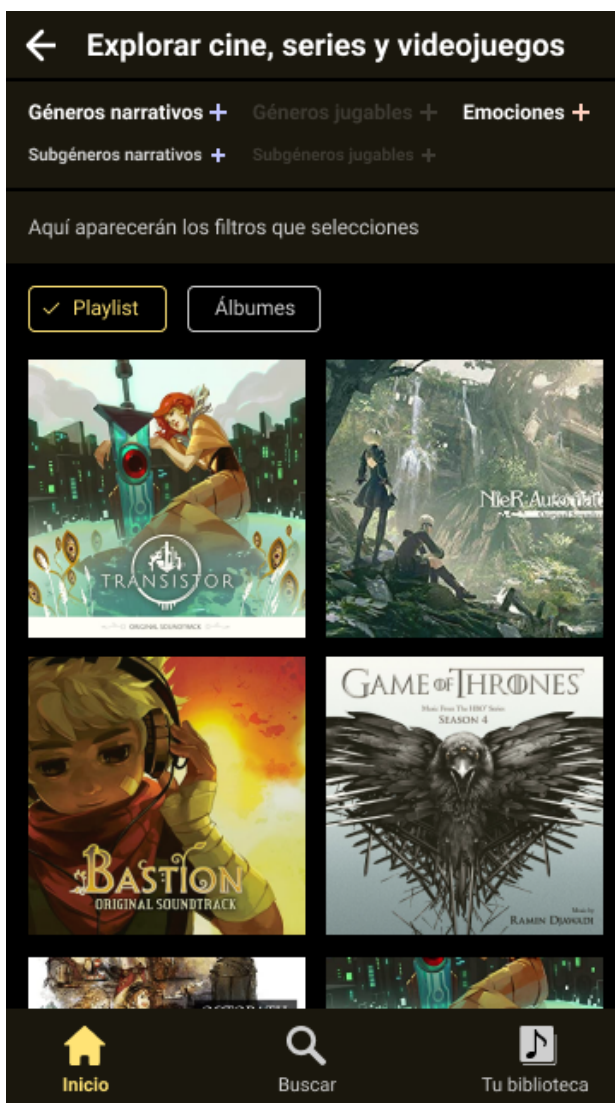 Explorar cine, series y videojuegos
Géneros narrativos + Géneros jugables + Emociones +
Subgéneros narrativos + Subgéneros jugables +
Aquí aparecerán los filtros que selecciones
Playlist Álbumes
TRANSISTOR
ORIGINAL SOUNDTRACK
NieR:Automata
Original
GAME OF THRONES
Music From The HBO® Series
SEASON 4
BASTION
ORIGINAL SOUNDTRACK
Music by
RAMIN DJAWADI
Inicio Buscar Tu biblioteca